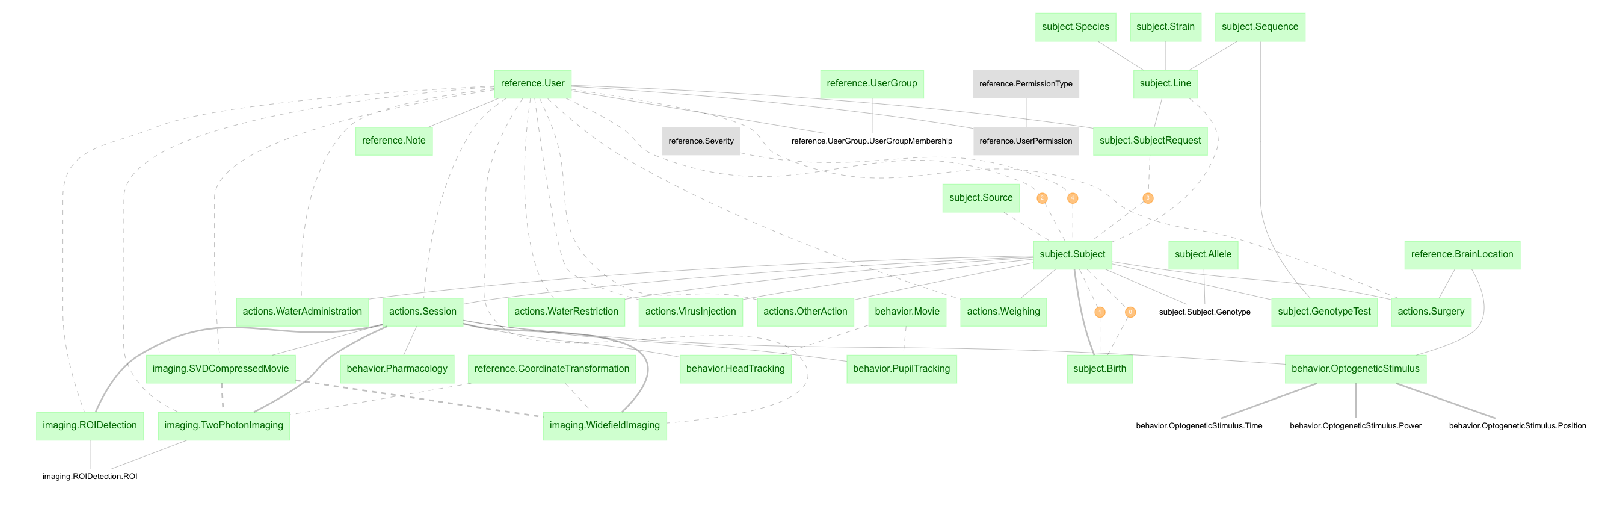 subject.Species
subject.Strain
subject.Sequence
reference.User
reference.UserGroup
reference.PermissionType
subject.Line
reference.Note
reference.Severity
reference.UserGroup.UserGroupMembership
reference.UserPermission
subject.SubjectRequest
subject.Source
subject.Subject
subject.Allele
reference.BrainLocation
actions.WaterAdministration
actions.Session
actions.WaterRestriction
actions.VirusInjection
actions.OtherAction
behavior.Movie
actions.Weighing
subject.Subject.Genotype
subject.GenotypeTest
actions.Surgery
imaging.SVDCompressedMovie
behavior.Pharmacology
reference.CoordinateTransformation
behavior.HeadTracking
behavior.PupilTracking
subject.Birth
behavior.OptogeneticStimulus
imaging.ROIDetection
imaging.TwoPhotonImaging
imaging.WidefieldImaging
behavior.OptogeneticStimulus.Time
behavior.OptogeneticStimulus.Power
behavior.OptogeneticStimulus.Position
imaging.ROIDetection.ROI